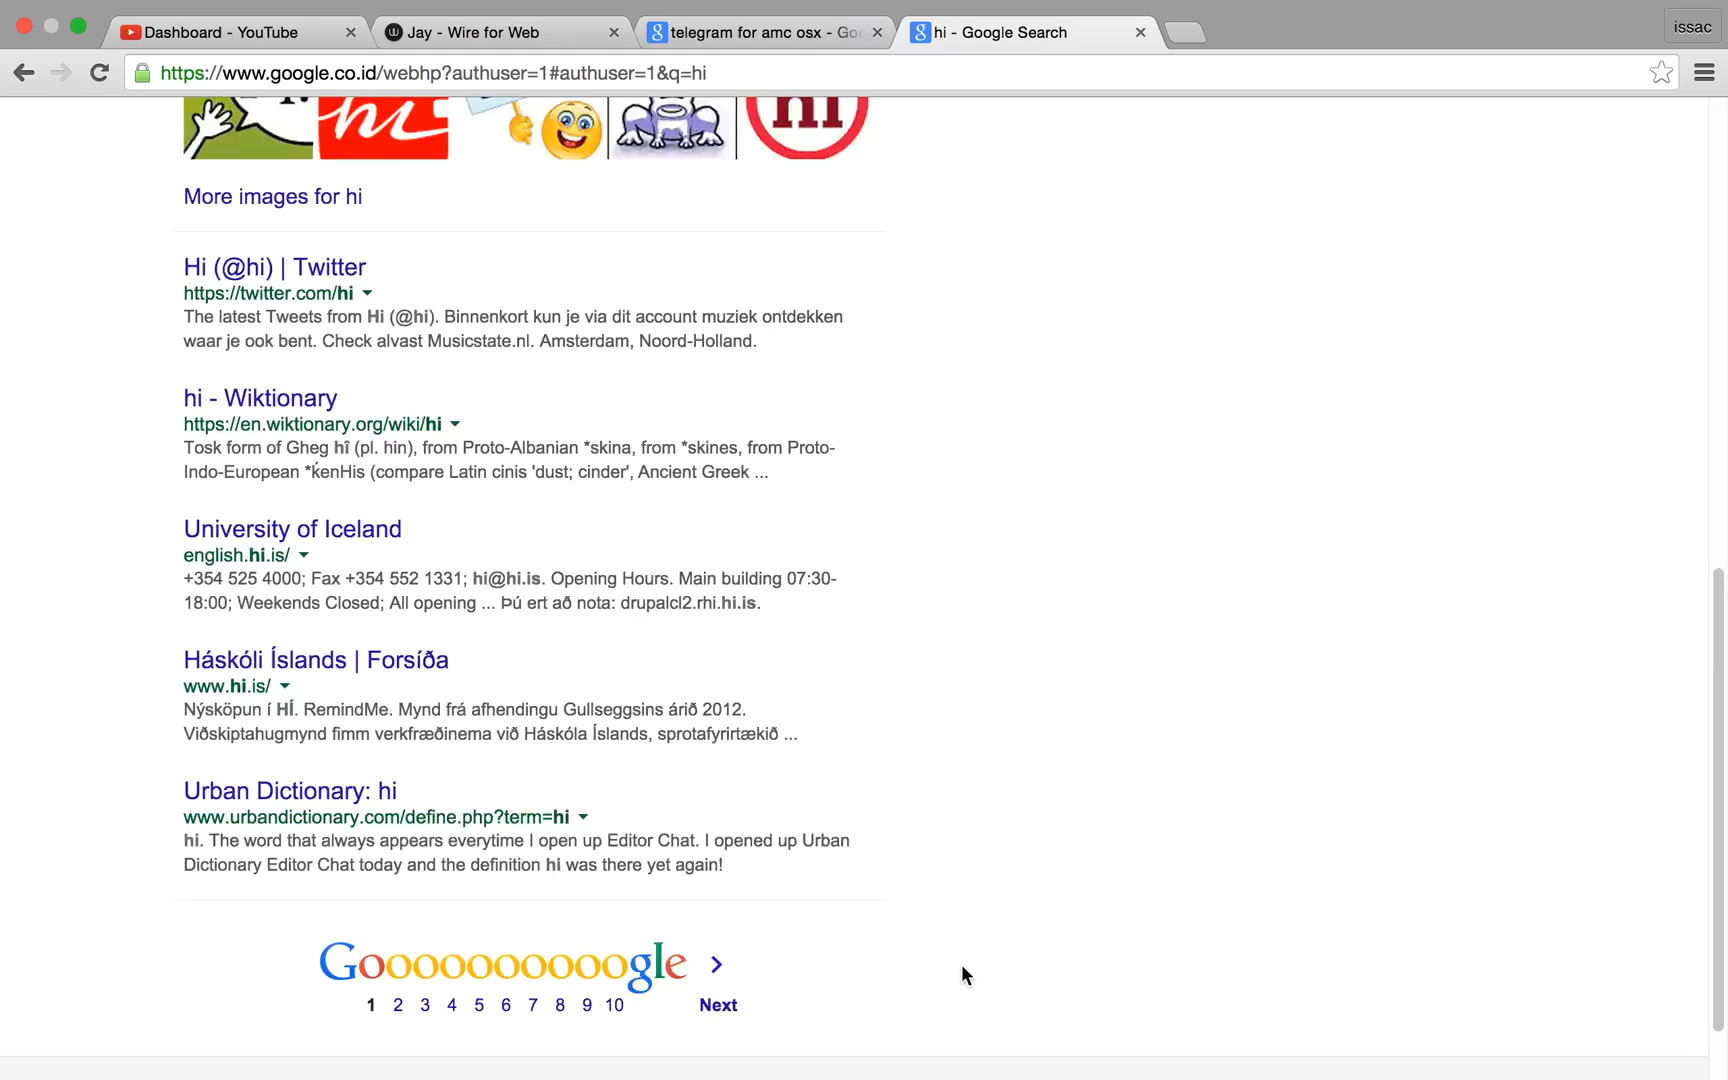 Dashboard - YouTube
Jay - Wire for Web
telegram for amc osx - Goo
hi - Google Search
issac
https://www.google.co.id/webhp?authuser=1#authuser=1&q=hi
hi
hi
More images for hi
Hi (@hi) | Twitter
https://twitter.com/hi
The latest Tweets from Hi (@hi). Binnenkort kun je via dit account muziek ontdekken
waar je ook bent. Check alvast Musicstate.nl. Amsterdam, Noord-Holland.
hi - Wiktionary
https://en.wiktionary.org/wiki/hi
Tosk form of Gheg hî (pl. hin), from Proto-Albanian *skina, from *skines, from Proto-
Indo-European *ḱenHis (compare Latin cinis 'dust; cinder', Ancient Greek ...
University of Iceland
english.hi.is/
+354 525 4000; Fax +354 552 1331; hi@hi.is. Opening Hours. Main building 07:30-
18:00; Weekends Closed; All opening ... Þú ert að nota: drupalcl2.rhi.hi.is.
Háskóli Íslands | Forsíða
www.hi.is/
Nýsköpun í HÍ. RemindMe. Mynd frá afhendingu Gullseggsins árið 2012.
Viðskiptahugmynd fimm verkfræðinema við Háskóla Íslands, sprotafyrirtækið ...
Urban Dictionary: hi
www.urbandictionary.com/define.php?term=hi
hi. The word that always appears everytime I open up Editor Chat. I opened up Urban
Dictionary Editor Chat today and the definition hi was there yet again!
Goooooooooogle >
1 2 3 4 5 6 7 8 9 10 Next